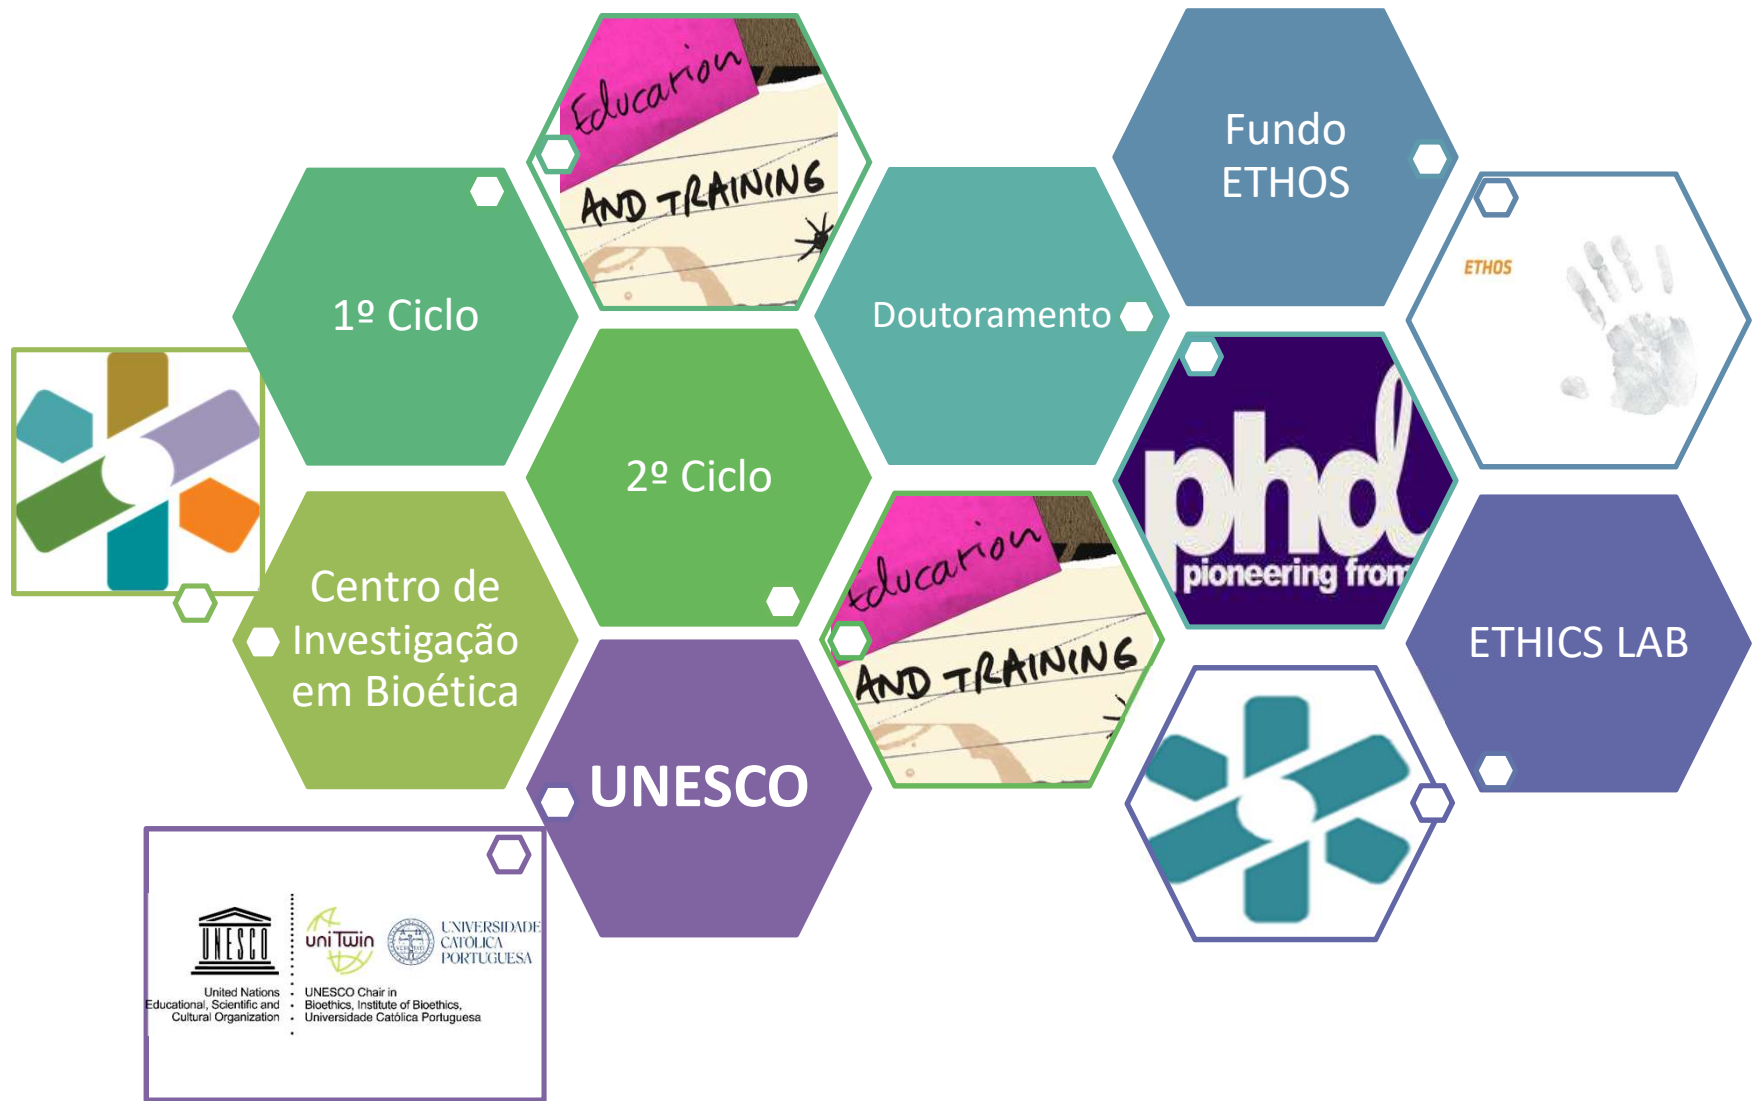 Education
AND TRAINING
Fundo
ETHOS
1º Ciclo
Doutoramento
ETHOS
2º Ciclo
phd
pioneering from
Centro de
Investigação
em Bioética
Education
AND TRAINING
ETHICS LAB
UNESCO
UNESCO
uniTwin
UNIVERSIDADE
CATÓLICA
PORTUGUESA
United Nations
Educational, Scientific and
Cultural Organization
UNESCO Chair in
Bioethics, Institute of Bioethics,
Universidade Católica Portuguesa